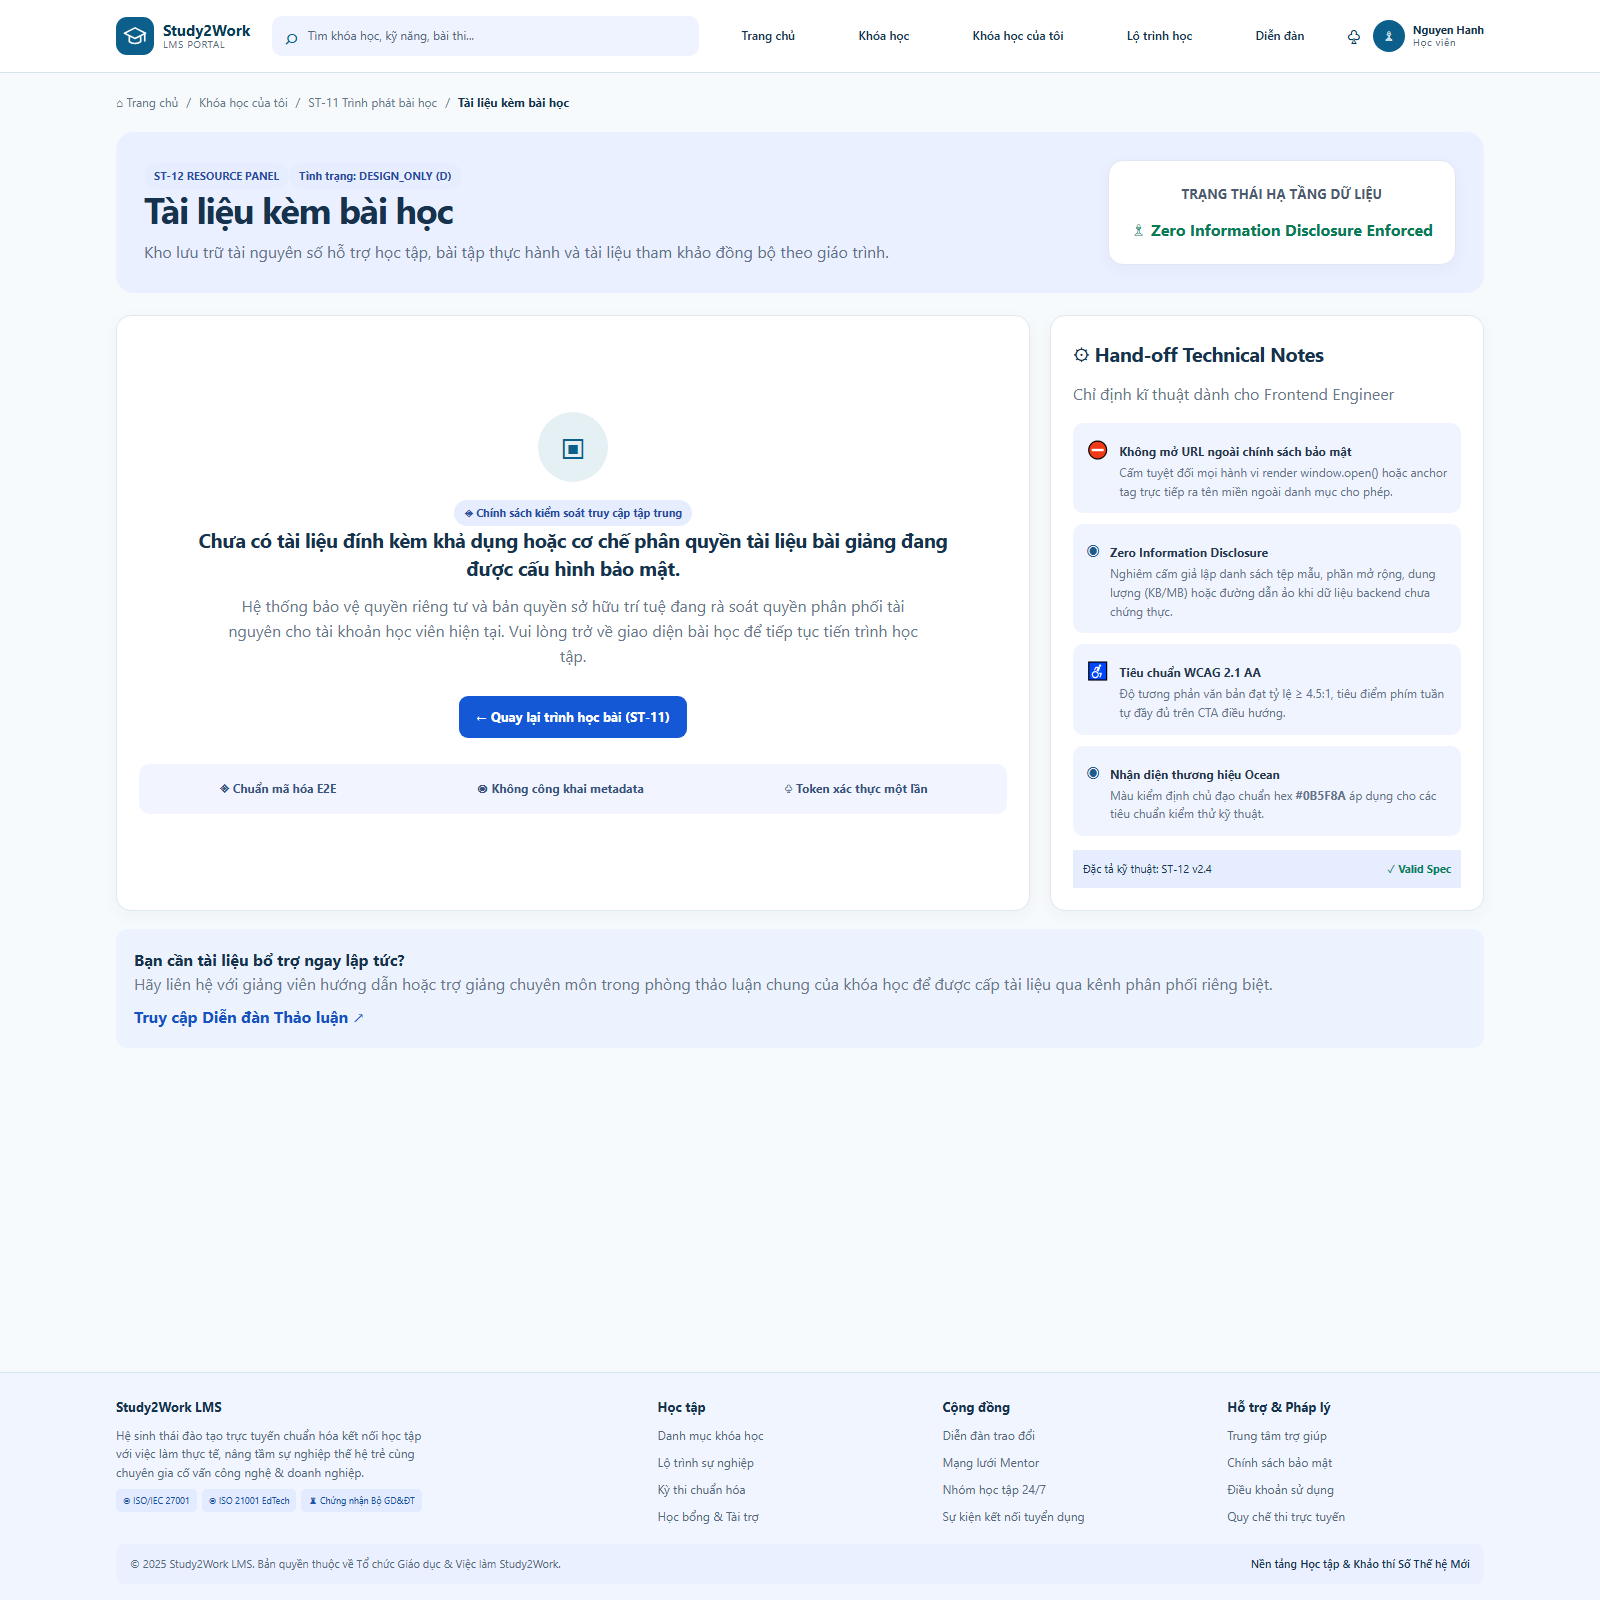 Study2Work
LMS PORTAL
Tìm khóa học, kỹ năng, bài thi...
Trang chủ
Khóa học
Khóa học của tôi
Lộ trình học
Diễn đàn
Nguyen Hanh
Học viên
Trang chủ / Khóa học của tôi / ST-11 Trình phát bài học / Tài liệu kèm bài học
ST-12 RESOURCE PANEL
Tình trạng: DESIGN_ONLY (D)
Tài liệu kèm bài học
Kho lưu trữ tài nguyên số hỗ trợ học tập, bài tập thực hành và tài liệu tham khảo đồng bộ theo giáo trình.
TRẠNG THÁI HẠ TẦNG DỮ LIỆU
Zero Information Disclosure Enforced
Chính sách kiểm soát truy cập tập trung
Chưa có tài liệu đính kèm khả dụng hoặc cơ chế phân quyền tài liệu bài giảng đang
được cấu hình bảo mật.
Hệ thống bảo vệ quyền riêng tư và bản quyền sở hữu trí tuệ đang rà soát quyền phân phối tài
nguyên cho tài khoản học viên hiện tại. Vui lòng trở về giao diện bài học để tiếp tục tiến trình học
tập.
← Quay lại trình học bài (ST-11)
Chuẩn mã hóa E2E
Không công khai metadata
Token xác thực một lần
Hand-off Technical Notes
Chỉ định kĩ thuật dành cho Frontend Engineer
Không mở URL ngoài chính sách bảo mật
Cấm tuyệt đối mọi hành vi render window.open() hoặc anchor
tag trực tiếp ra tên miền ngoài danh mục cho phép.
Zero Information Disclosure
Nghiêm cấm giả lập danh sách tệp mẫu, phần mở rộng, dung
lượng (KB/MB) hoặc đường dẫn ảo khi dữ liệu backend chưa
chứng thực.
Tiêu chuẩn WCAG 2.1 AA
Độ tương phản văn bản đạt tỷ lệ ≥ 4.5:1, tiêu điểm phím tuần
tự đầy đủ trên CTA điều hướng.
Nhận diện thương hiệu Ocean
Màu kiểm định chủ đạo chuẩn hex #0B5F8A áp dụng cho các
tiêu chuẩn kiểm thử kỹ thuật.
Đặc tả kỹ thuật: ST-12 v2.4
✓ Valid Spec
Bạn cần tài liệu bổ trợ ngay lập tức?
Hãy liên hệ với giảng viên hướng dẫn hoặc trợ giảng chuyên môn trong phòng thảo luận chung của khóa học để được cấp tài liệu qua kênh phân phối riêng biệt.
Truy cập Diễn đàn Thảo luận ↗
Study2Work LMS
Hệ sinh thái đào tạo trực tuyến chuẩn hóa kết nối học tập
với việc làm thực tế, nâng tầm sự nghiệp thế hệ trẻ cùng
chuyên gia cố vấn công nghệ & doanh nghiệp.
ISO/IEC 27001
ISO 21001 EdTech
Chứng nhận Bộ GD&ĐT
Học tập
Danh mục khóa học
Lộ trình sự nghiệp
Kỳ thi chuẩn hóa
Học bổng & Tài trợ
Cộng đồng
Diễn đàn trao đổi
Mạng lưới Mentor
Nhóm học tập 24/7
Sự kiện kết nối tuyển dụng
Hỗ trợ & Pháp lý
Trung tâm trợ giúp
Chính sách bảo mật
Điều khoản sử dụng
Quy chế thi trực tuyến
© 2025 Study2Work LMS. Bản quyền thuộc về Tổ chức Giáo dục & Việc làm Study2Work.
Nền tảng Học tập & Khảo thí Số Thế hệ Mới